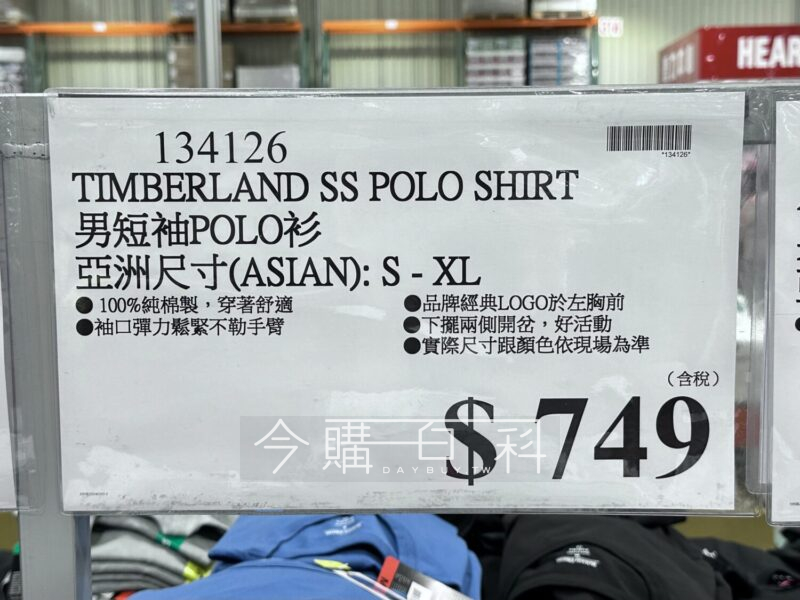 HEAR
134126
*134126*
TIMBERLAND SS POLO SHIRT
男短袖POLO衫
亞洲尺寸(ASIAN): S - XL
● 100%純棉製，穿著舒適
●袖口彈力鬆緊不勒手臂
●品牌經典LOGO於左胸前
●下擺兩側開岔，好活動
●實際尺寸跟顏色依現場為準
（含稅）
$ 749
今購百科
DAYBUY.TW